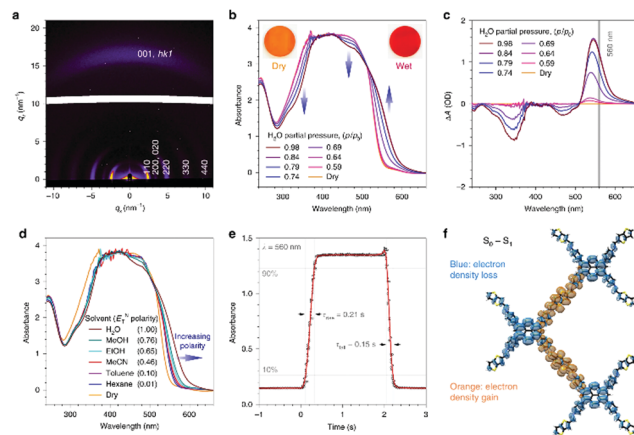 a
001, hk1
110
200, 020
220
330
440
20
15
10
5
0
−10
−5
0
5
10
qr (nm−1)
b
Dry
Wet
Absorbance
4
3
2
1
0
H2O partial pressure, (p/p0)
0.98
0.69
0.84
0.64
0.79
0.59
0.74
Dry
300
400
500
600
Wavelength (nm)
c
H2O partial pressure (p/p0)
0.98
0.69
0.84
0.64
0.79
0.59
0.74
Dry
560 nm
ΔA (OD)
2
1
0
−1
−2
300
400
500
600
Wavelength (nm)
d
Absorbance
4
3
2
1
0
Solvent (ETN polarity)
H2O (1.00)
MeOH (0.76)
EtOH (0.65)
MeCN (0.46)
Toluene (0.10)
Hexane (0.01)
Dry
Increasing
polarity
300
400
500
600
Wavelength (nm)
e
= 560 nm
90%
10%
= 0.21 s
0.15 s
Absorbance
1.5
1.0
0.5
0.0
−1
0
1
2
3
Time (s)
f
S0 – S1
Blue: electron
density loss
Orange: electron
density gain